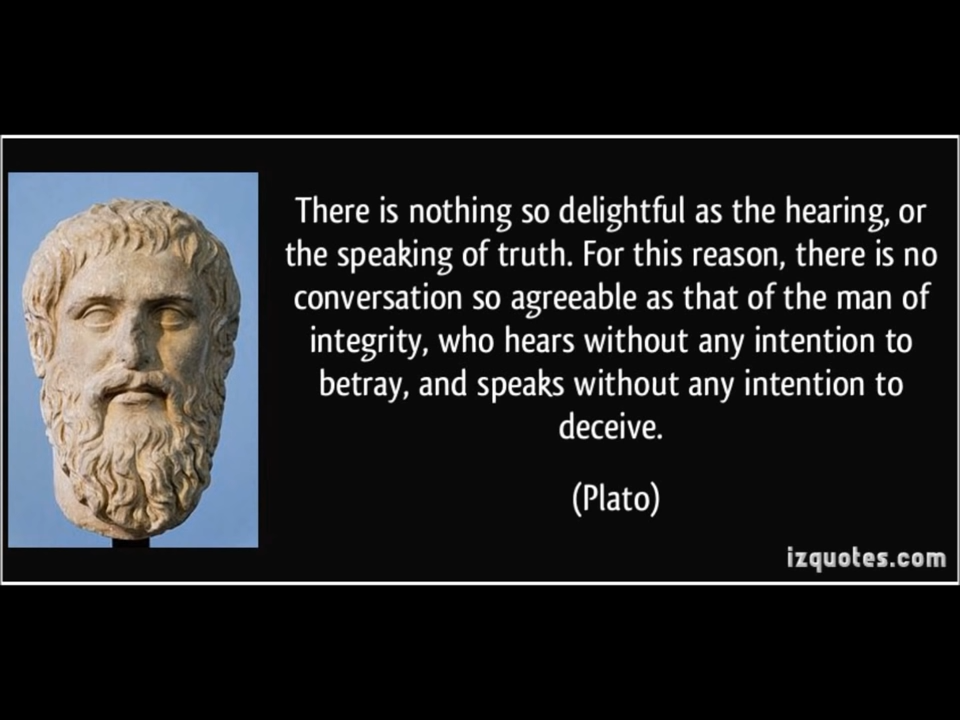 There is nothing so delightful as the hearing, or
the speaking of truth. For this reason, there is no
conversation so agreeable as that of the man of
integrity, who hears without any intention to
betray, and speaks without any intention to
deceive.
(Plato)
izquotes.com